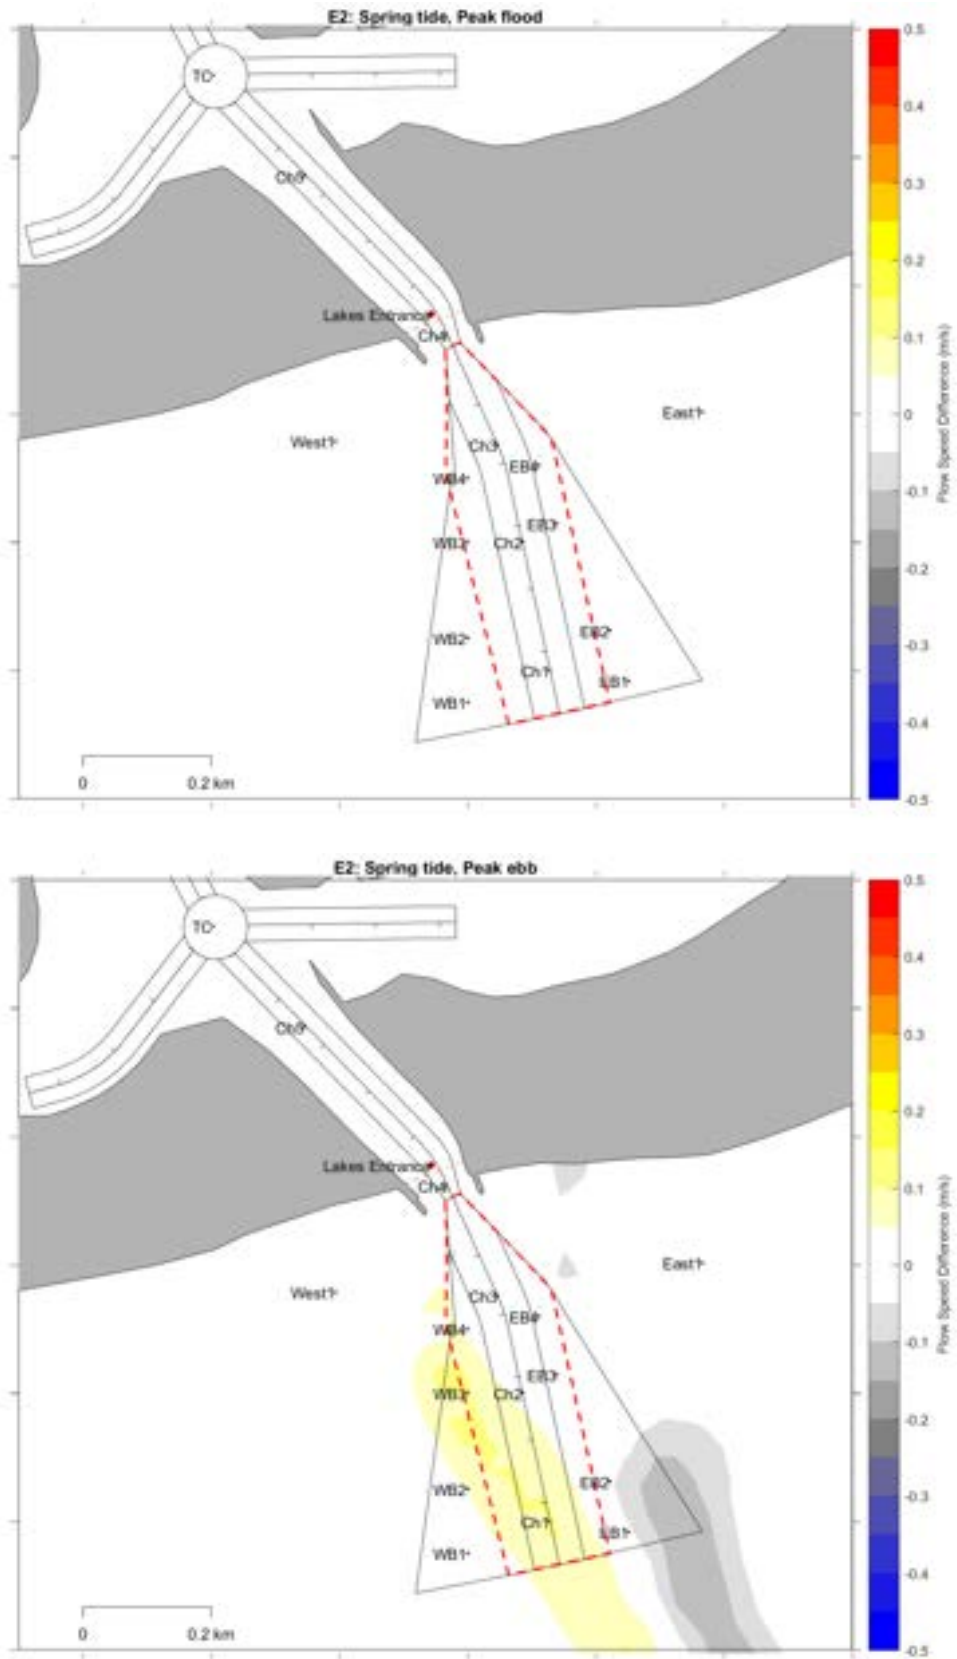 E2: Spring tide, Peak flood
TC
Ch5
Lakes Entrance
Ch4
West1
East1
Ch3
EB4
WB4
EB3
WB3
Ch2
WB2
EB2
Ch1
EB1
WB1
0 0.2 km
0.5
0.4
0.3
0.2
0.1
0
-0.1
-0.2
-0.3
-0.4
-0.5
Flow Speed Difference (m/s)
E2: Spring tide, Peak ebb
TC
Ch5
Lakes Entrance
Ch4
East1
West1
Ch3
EB4
WB4
EB3
WB3
Ch2
WB2
EB2
Ch1
EB1
WB1
0 0.2 km
0.5
0.4
0.3
0.2
0.1
0
-0.1
-0.2
-0.3
-0.4
-0.5
Flow Speed Difference (m/s)